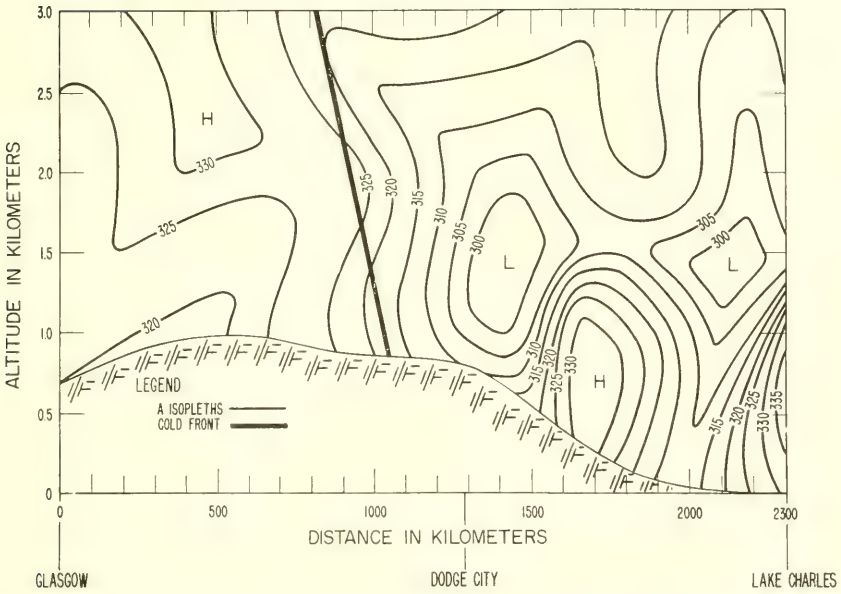 ALTITUDE IN KILOMETERS
3.0
2.5
2.0
1.5
1.0
0.5
0
H
330
325
320
325
320
315
310
305
300
L
305
300
L
310
315
320
325
330
H
315
320
325
330
335
LEGEND
A ISOPLETHS
COLD FRONT
0 500 1000 1500 2000 2300
DISTANCE IN KILOMETERS
GLASGOW DODGE CITY LAKE CHARLES